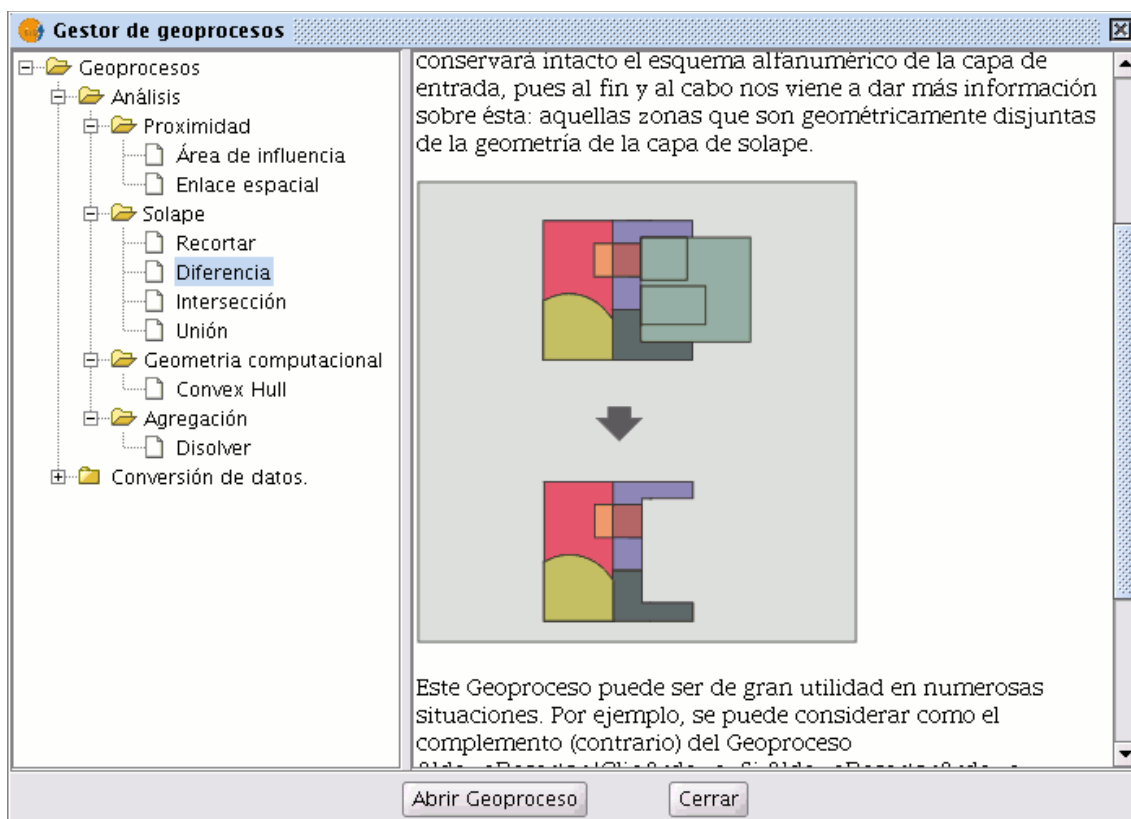 Gestor de geoprocesos
Geoprocesos
Análisis
Proximidad
Área de influencia
Enlace espacial
Solape
Recortar
Diferencia
Intersección
Unión
Geometria computacional
Convex Hull
Agregación
Disolver
Conversión de datos.
conservará intacto el esquema alfanumérico de la capa de
entrada, pues al fin y al cabo nos viene a dar más información
sobre ésta: aquellas zonas que son geométricamente disjuntas
de la geometría de la capa de solape.
Este Geoproceso puede ser de gran utilidad en numerosas
situaciones. Por ejemplo, se puede considerar como el
complemento (contrario) del Geoproceso
Abrir Geoproceso
Cerrar